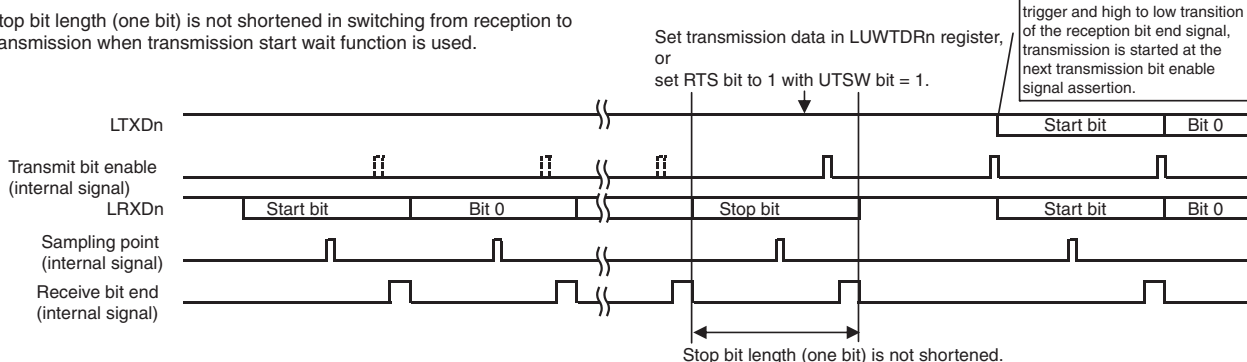 top bit length (one bit) is not shortened in switching from reception to
ansmission when transmission start wait function is used.
Set transmission data in LUWTDRn register,
or
set RTS bit to 1 with UTSW bit = 1.
trigger and high to low transition
of the reception bit end signal,
transmission is started at the
next transmission bit enable
signal assertion.
LTXDn
Start bit
Bit 0
Transmit bit enable
(internal signal)
LRXDn
Start bit
Bit 0
Stop bit
Start bit
Bit 0
Sampling point
(internal signal)
Receive bit end
(internal signal)
Stop bit length (one bit) is not shortened.